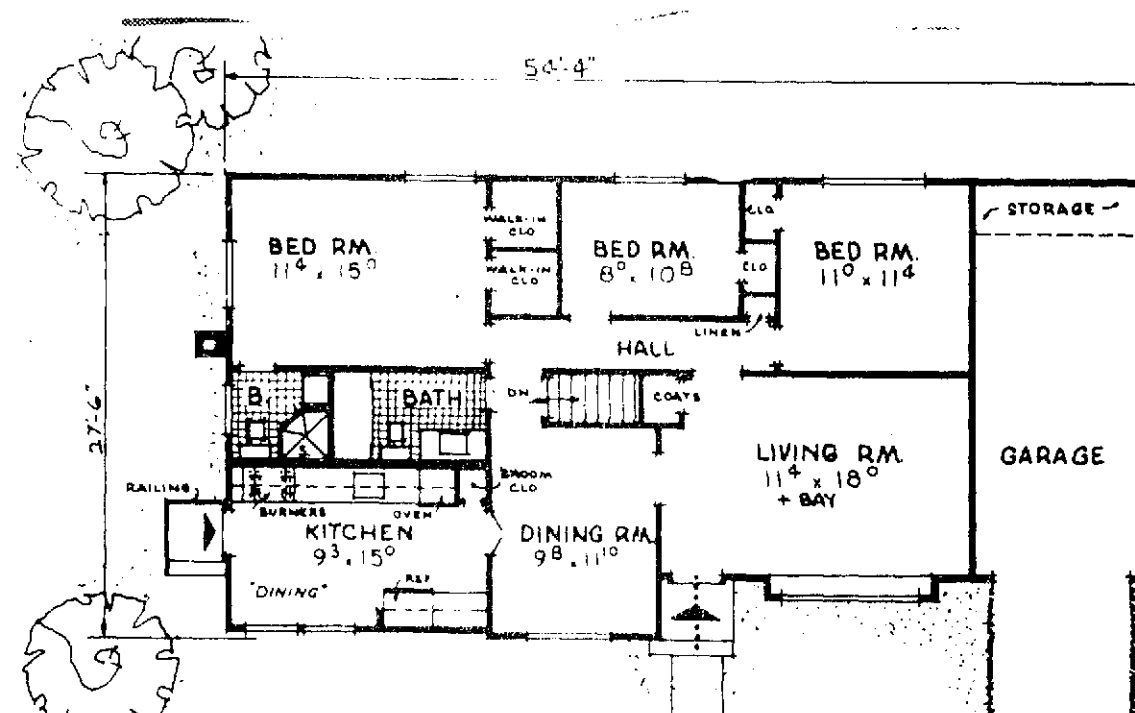 54'-4"
STORAGE
WALK-IN
CLO
CLO
BED RM.
11⁴ x 15⁰
BED RM.
8⁰ x 10⁸
BED RM.
11⁰ x 11⁴
WALK-IN
CLO
CLO
LINEN
HALL
27'-6"
B.
BATH
DN
COATS
S
LIVING RM.
11⁴ x 18⁰
+ BAY
GARAGE
BROOM
CLO
RAILING
BURNERS
OVEN
KITCHEN
9³ x 15⁰
DINING RM.
9⁸ x 11¹⁰
REF
"DINING"